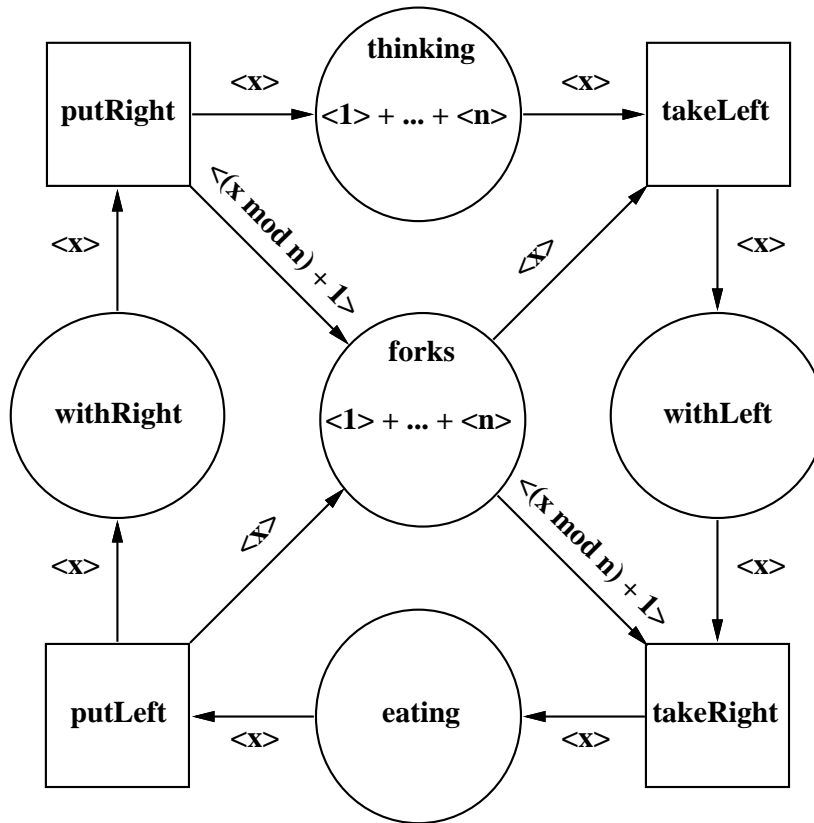 thinking
<x>
<x>
putRight
<1> + ... + <n>
takeLeft
<(x mod n) + 1>
<x>
<x>
<x>
forks
withRight
<1> + ... + <n>
withLeft
<x>
<(x mod n) + 1>
<x>
<x>
putLeft
eating
takeRight
<x>
<x>